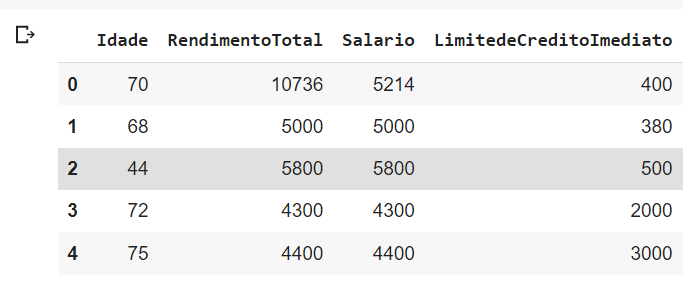 Idade RendimentoTotal Salario LimitedeCreditoImediato
0 70 10736 5214 400
1 68 5000 5000 380
2 44 5800 5800 500
3 72 4300 4300 2000
4 75 4400 4400 3000